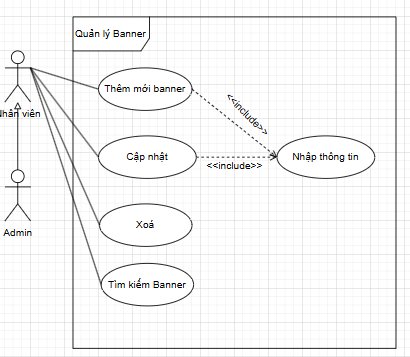 Quản lý Banner
Thêm mới banner
<<include>>
Nhân viên
Cập nhật
Nhập thông tin
<<include>>
Xoá
Admin
Tìm kiếm Banner